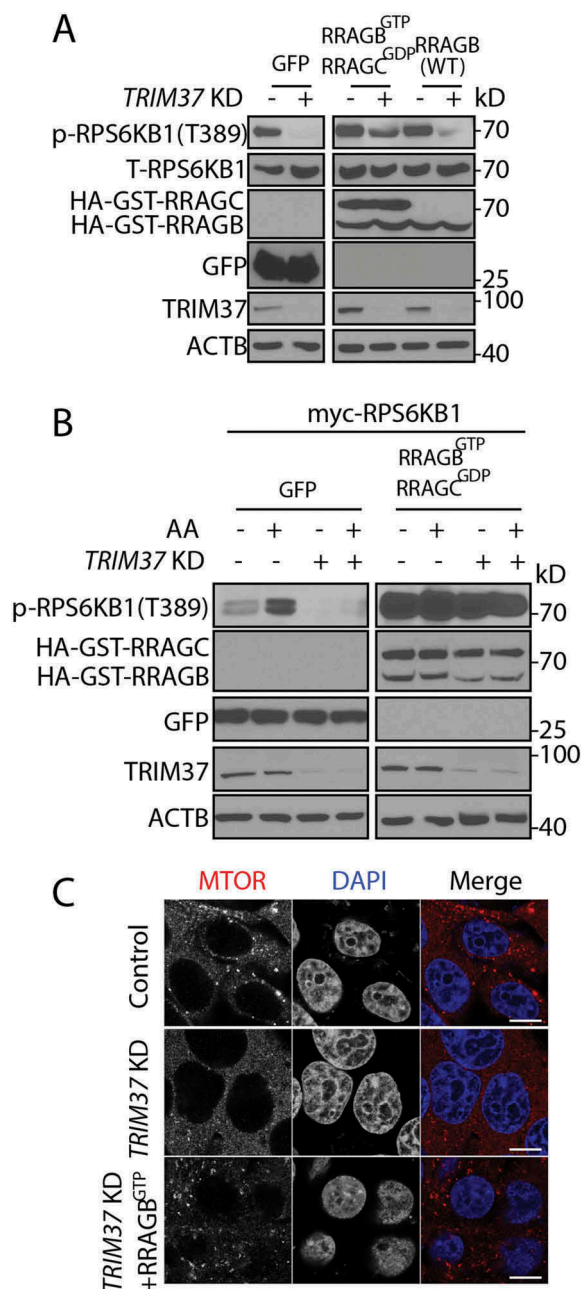 A
GFP
RRAGB^GTP
RRAGC^GDP
RRAGB
(WT)
TRIM37 KD - + - + - + kD
p-RPS6KB1(T389) -70
T-RPS6KB1
HA-GST-RRAGC -70
HA-GST-RRAGB
GFP -25
TRIM37 -100
ACTB -40
B
myc-RPS6KB1
GFP
RRAGB^GTP
RRAGC^GDP
AA - + - + - + - +
TRIM37 KD - - + + - - + + kD
p-RPS6KB1(T389) -70
HA-GST-RRAGC -70
HA-GST-RRAGB
GFP -25
TRIM37 -100
ACTB -40
C
MTOR DAPI Merge
Control
TRIM37 KD
TRIM37 KD
+RRAGB^GTP